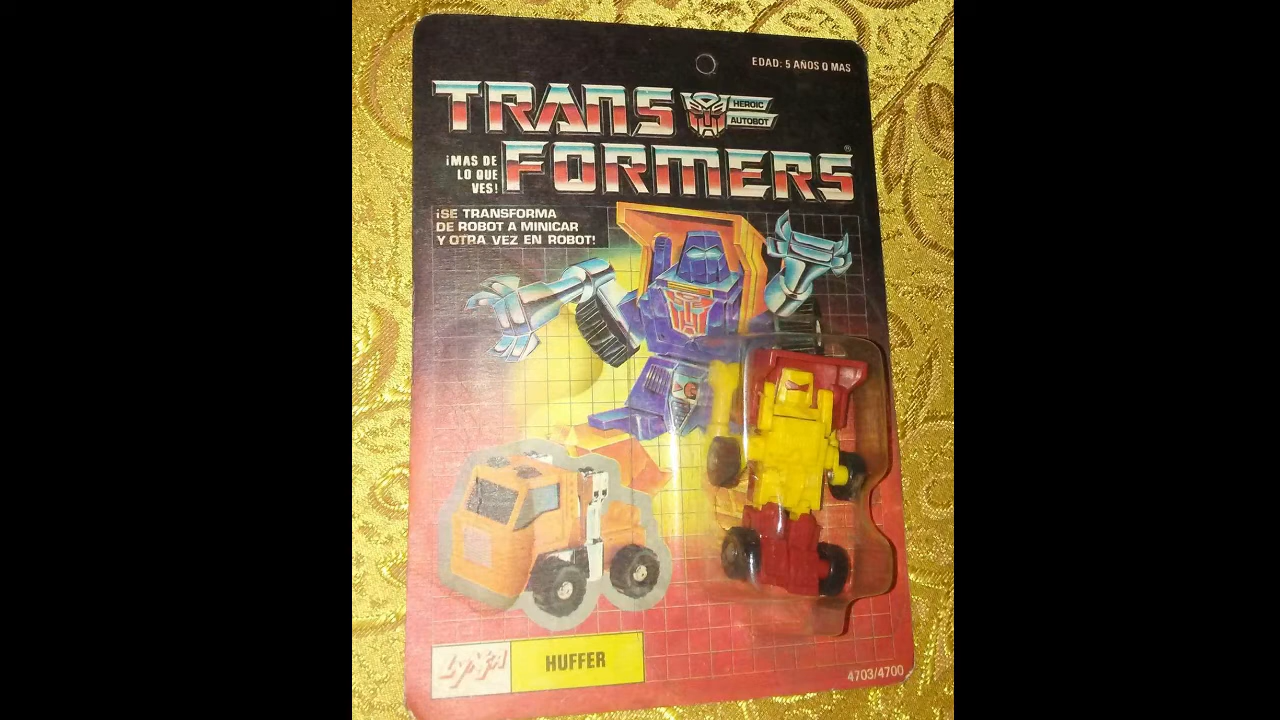 EDAD: 5 AÑOS O MAS
TRANS
HEROIC
AUTOBOT
FORMERS®
¡MAS DE
LO QUE
VES!
¡SE TRANSFORMA
DE ROBOT A MINICAR
Y OTRA VEZ EN ROBOT!
LYNSA
HUFFER
4703/4700